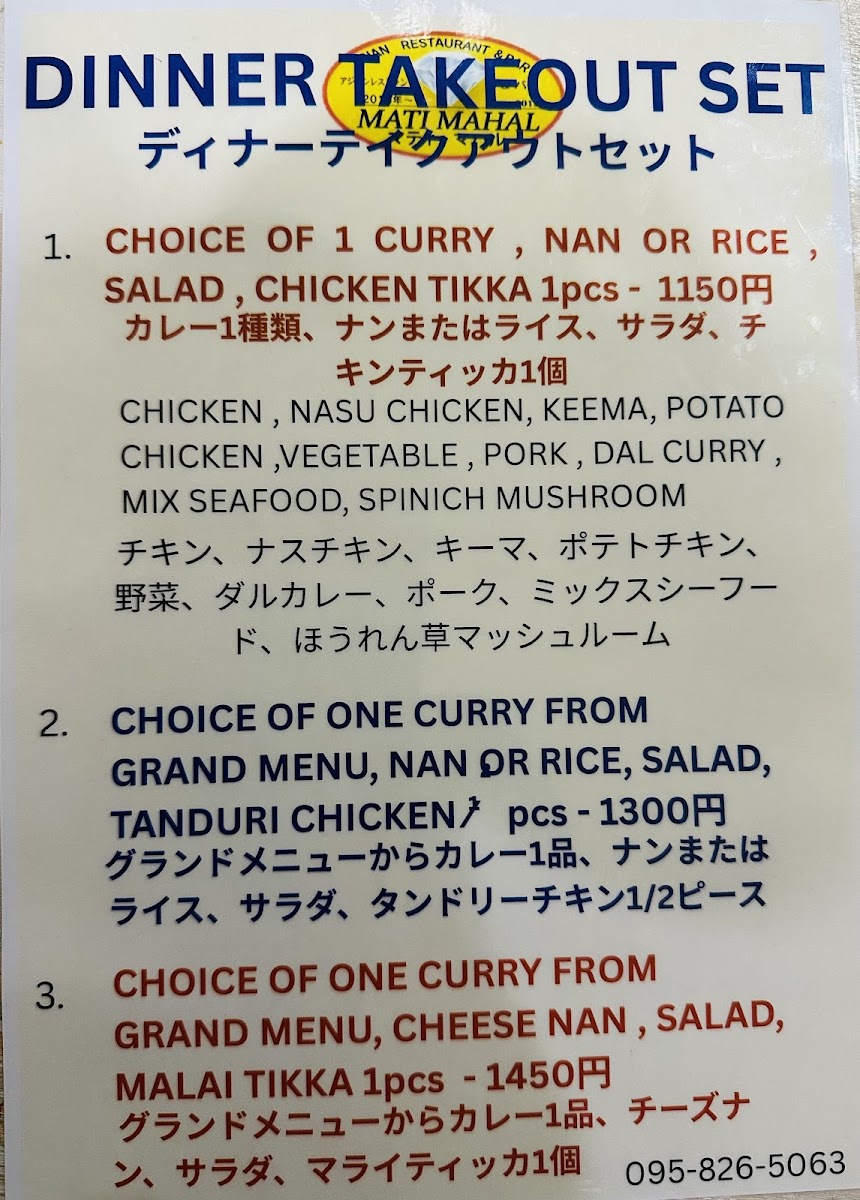 RESTAURANT &
DINNER TAKEOUT SET
MATI MAHAL
ディナーテイクアウトセット
1. CHOICE OF 1 CURRY , NAN OR RICE ,
SALAD , CHICKEN TIKKA 1pcs - 1150円
カレー1種類、ナンまたはライス、サラダ、チ
キンティッカ1個
CHICKEN , NASU CHICKEN, KEEMA, POTATO
CHICKEN ,VEGETABLE , PORK , DAL CURRY ,
MIX SEAFOOD, SPINICH MUSHROOM
チキン、ナスチキン、キーマ、ポテトチキン、
野菜、ダルカレー、ポーク、ミックスシーフー
ド、ほうれん草マッシュルーム
2. CHOICE OF ONE CURRY FROM
GRAND MENU, NAN OR RICE, SALAD,
TANDURI CHICKEN pcs - 1300円
グランドメニューからカレー1品、ナンまたは
ライス、サラダ、タンドリーチキン1/2ピース
3. CHOICE OF ONE CURRY FROM
GRAND MENU, CHEESE NAN , SALAD,
MALAI TIKKA 1pcs - 1450円
グランドメニューからカレー1品、チーズナ
ン、サラダ、マライティッカ1個
095-826-5063